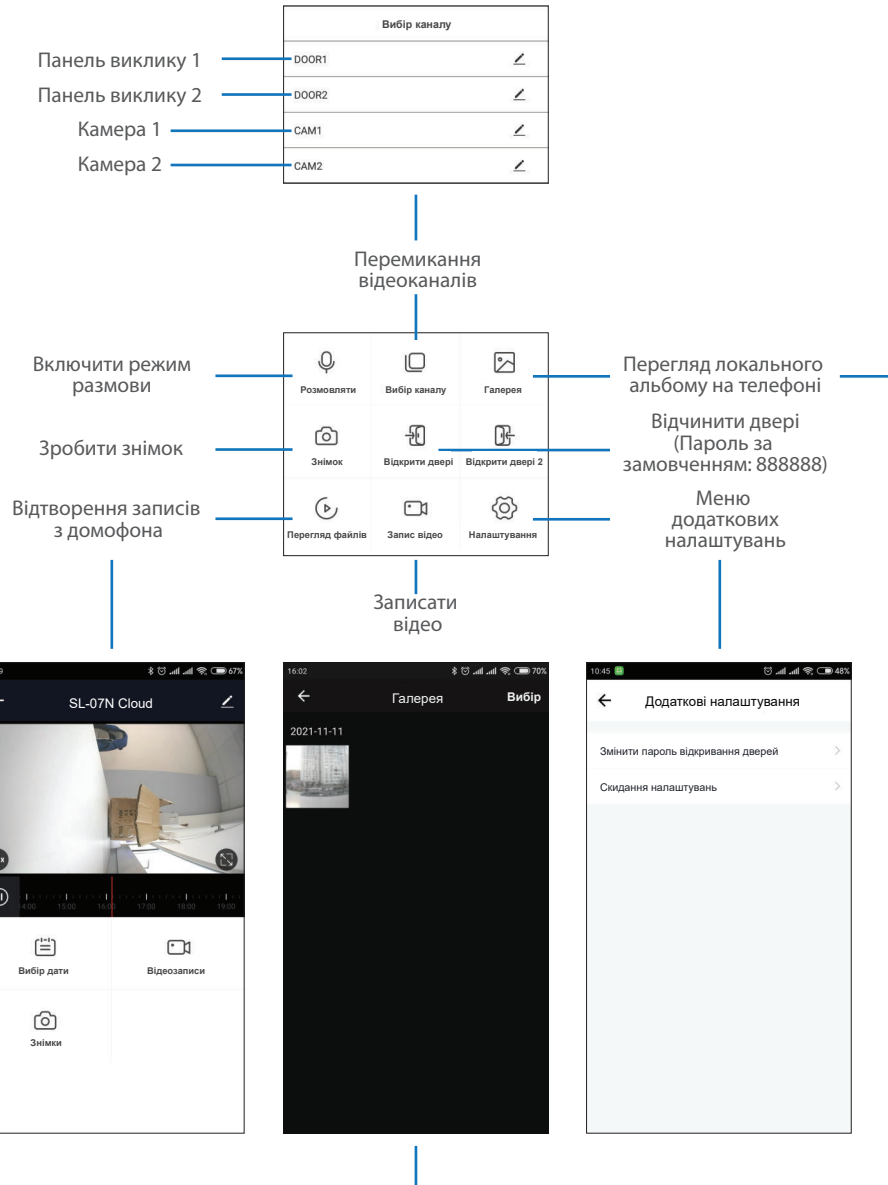 Вибір каналу
Панель виклику 1
DOOR1
Панель виклику 2
DOOR2
Камера 1
CAM1
Камера 2
CAM2
Перемикання
відеоканалів
Включити режим
размови
Розмовляти
Вибір каналу
Галерея
Перегляд локального
альбому на телефоні
Зробити знімок
Знімок
Відкрити двері
Відкрити двері 2
Відчинити двері
(Пароль за
замовченням: 888888)
Відтворення записів
з домофона
Перегляд файлів
Запис відео
Налаштування
Меню
додаткових
налаштувань
Записати
відео
9
67%
SL-07N Cloud
4:00 15:00 16:00 17:00 18:00 19:00
Вибір дати
Відеозаписи
Знімки
16:02
70%
Галерея
Вибір
2021-11-11
10:45
48%
Додаткові налаштування
Змінити пароль відкривання дверей
Скидання налаштувань